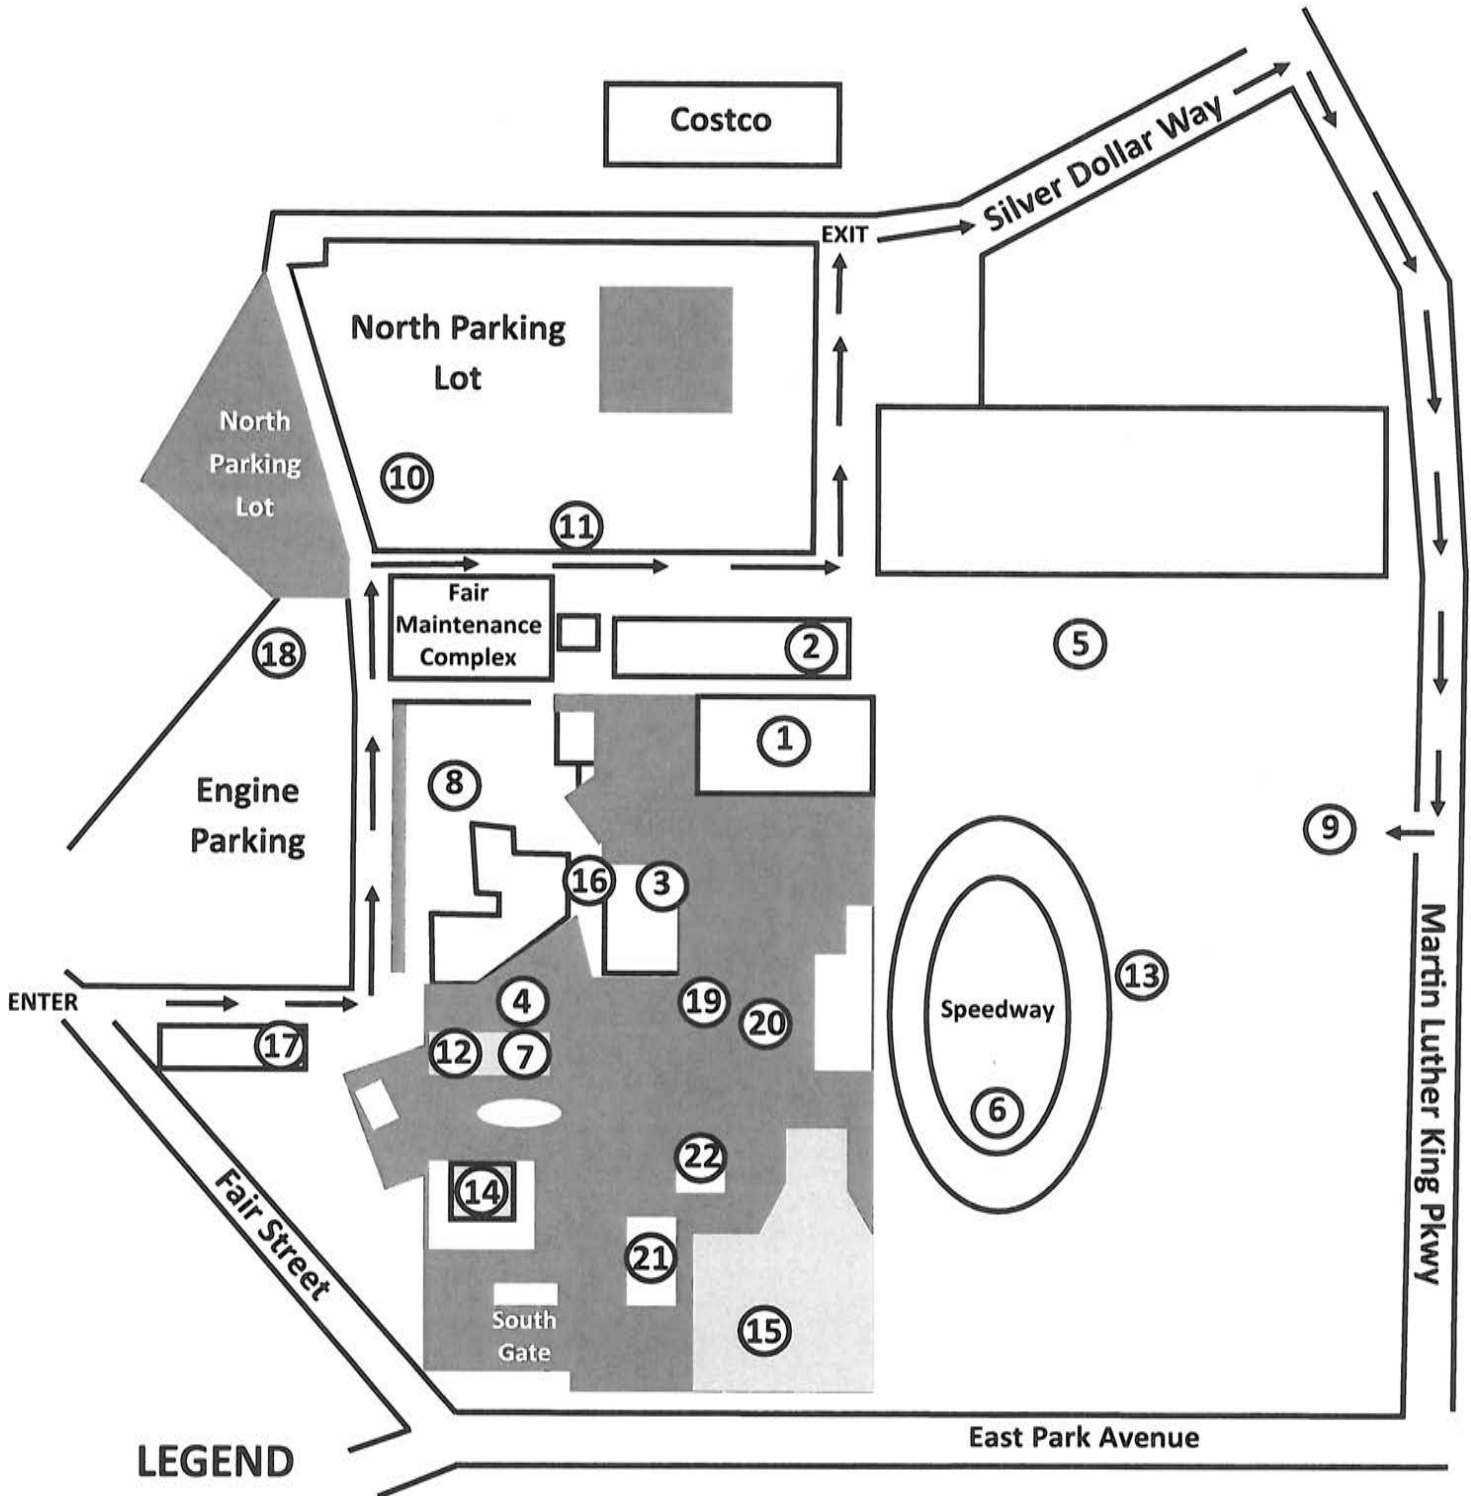 Costco
Silver Dollar Way
EXIT
North Parking
Lot
North
Parking
Lot
10
11
Fair
Maintenance
Complex
2
5
18
1
8
Engine
Parking
9
16
3
Martin Luther King Pkwy
13
ENTER
4
19
20
Speedway
17
12
7
6
22
14
Fair Street
21
15
South
Gate
East Park Avenue
LEGEND